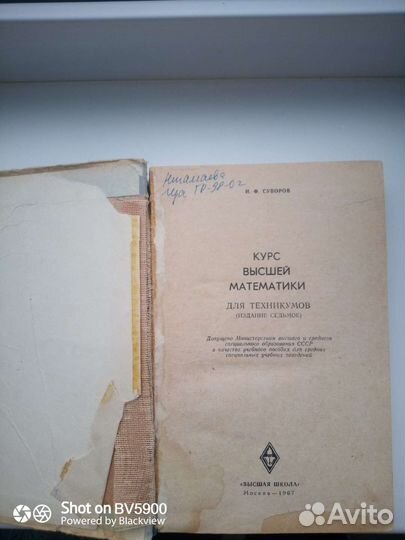 И. Ф. СУВОРОВ
КУРС
ВЫСШЕЙ
МАТЕМАТИКИ
ДЛЯ ТЕХНИКУМОВ
(ИЗДАНИЕ СЕДЬМОЕ)
Допущено Министерством высшего и среднего
специального образования СССР
в качестве учебного пособия для средних
специальных учебных заведений
«ВЫСШАЯ ШКОЛА»
Москва — 1967
Shot on BV5900
Powered by Blackview
Avito